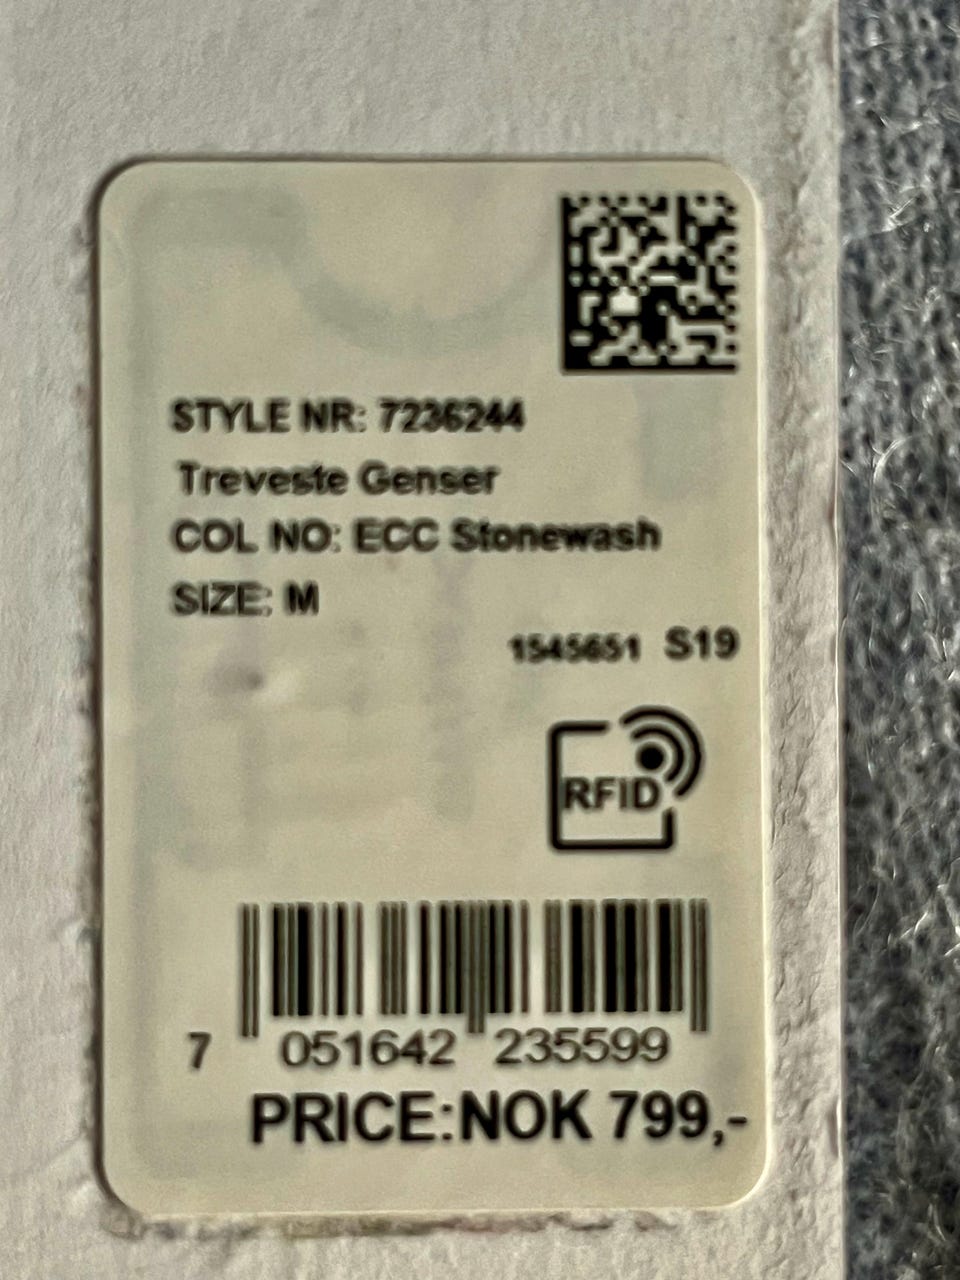 STYLE NR: 7236244
Treveste Genser
COL NO: ECC Stonewash
SIZE: M
1545651 S19
RFID
7 051642 235599
PRICE:NOK 799,-